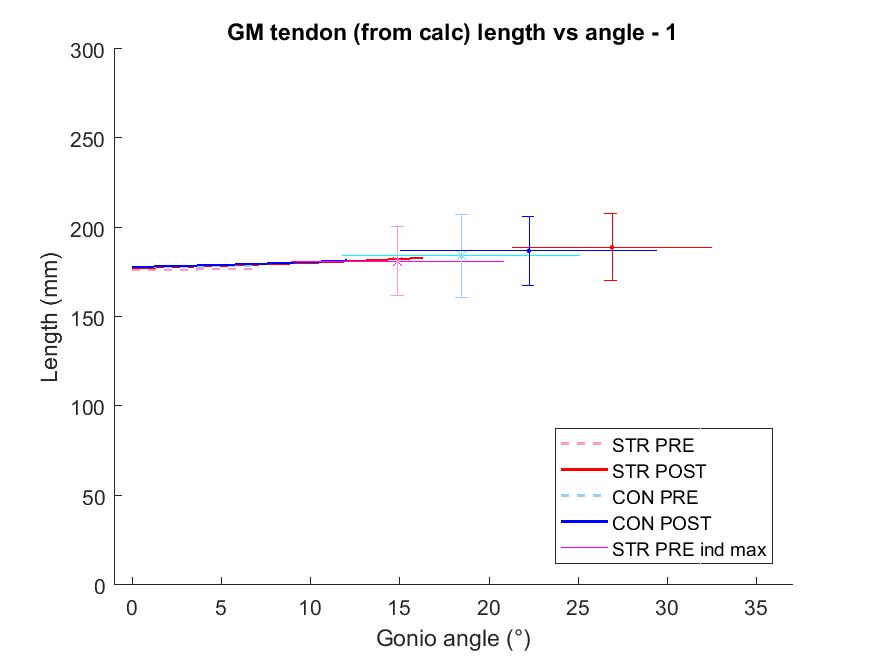 GM tendon (from calc) length vs angle - 1
300
250
200
150
100
50
0
Length (mm)
0 5 10 15 20 25 30 35
Gonio angle (°)
STR PRE
STR POST
CON PRE
CON POST
STR PRE ind max